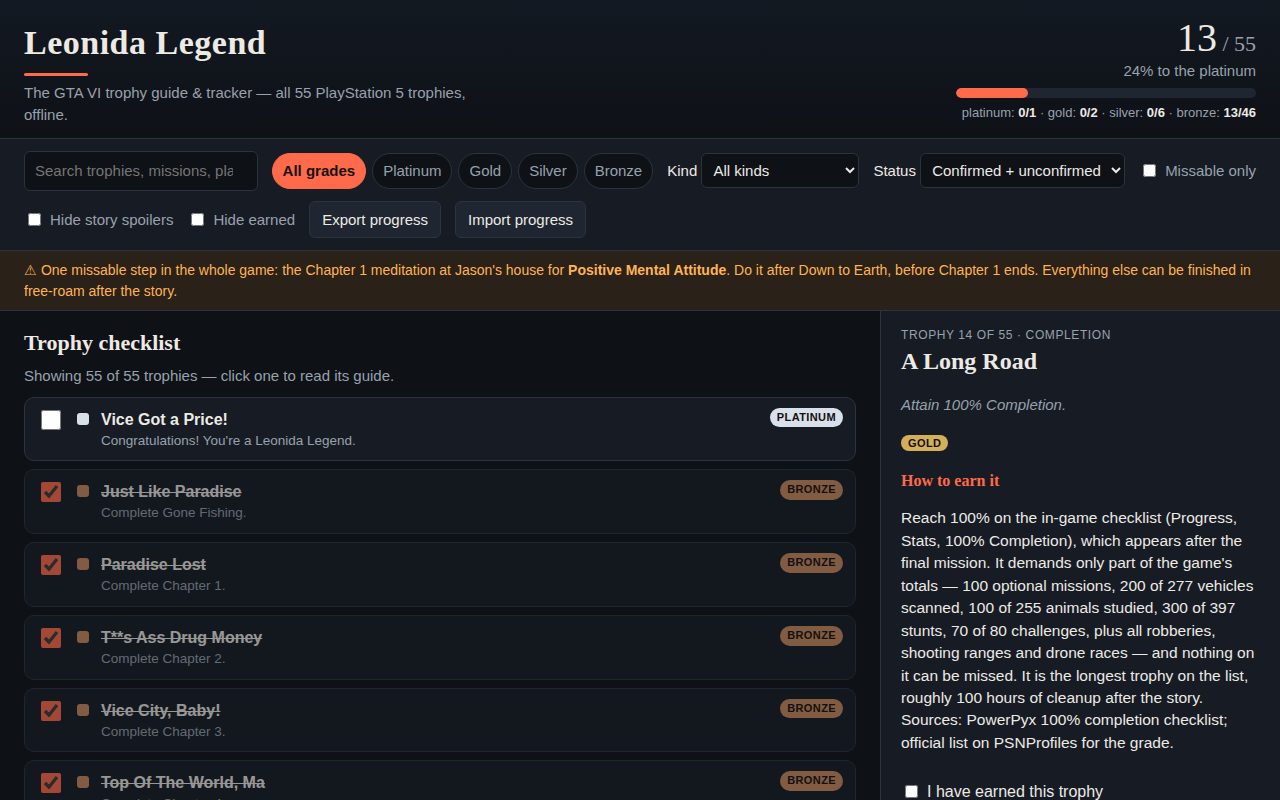 Leonida Legend
The GTA VI trophy guide & tracker — all 55 PlayStation 5 trophies,
offline.
13 / 55
24% to the platinum
platinum: 0/1 · gold: 0/2 · silver: 0/6 · bronze: 13/46
Search trophies, missions, pla
All grades
Platinum
Gold
Silver
Bronze
Kind All kinds
Status Confirmed + unconfirmed
Missable only
Hide story spoilers
Hide earned
Export progress
Import progress
⚠ One missable step in the whole game: the Chapter 1 meditation at Jason's house for Positive Mental Attitude. Do it after Down to Earth, before Chapter 1 ends. Everything else can be finished in
free-roam after the story.
Trophy checklist
Showing 55 of 55 trophies — click one to read its guide.
Vice Got a Price!
PLATINUM
Congratulations! You're a Leonida Legend.
Just Like Paradise
BRONZE
Complete Gone Fishing.
Paradise Lost
BRONZE
Complete Chapter 1.
T**s Ass Drug Money
BRONZE
Complete Chapter 2.
Vice City, Baby!
BRONZE
Complete Chapter 3.
Top Of The World, Ma
BRONZE
TROPHY 14 OF 55 · COMPLETION
A Long Road
Attain 100% Completion.
GOLD
How to earn it
Reach 100% on the in-game checklist (Progress,
Stats, 100% Completion), which appears after the
final mission. It demands only part of the game's
totals — 100 optional missions, 200 of 277 vehicles
scanned, 100 of 255 animals studied, 300 of 397
stunts, 70 of 80 challenges, plus all robberies,
shooting ranges and drone races — and nothing on
it can be missed. It is the longest trophy on the list,
roughly 100 hours of cleanup after the story.
Sources: PowerPyx 100% completion checklist;
official list on PSNProfiles for the grade.
I have earned this trophy